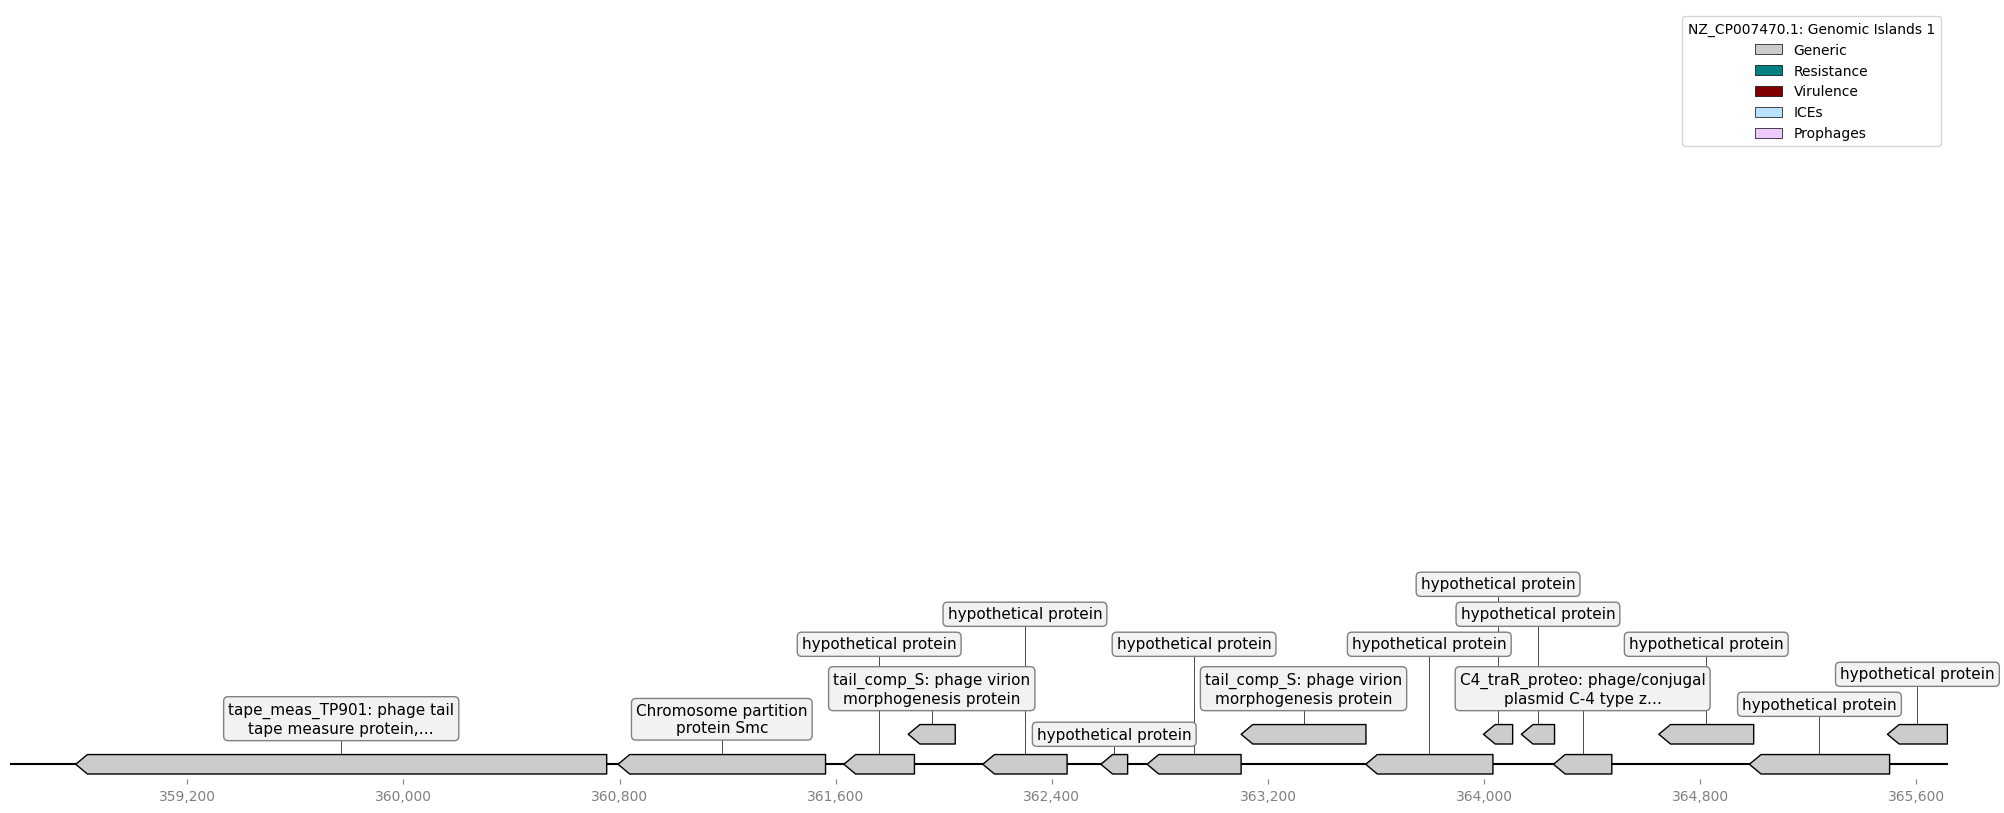 NZ_CP007470.1: Genomic Islands 1
Generic
Resistance
Virulence
ICEs
Prophages
hypothetical protein
hypothetical protein
hypothetical protein
hypothetical protein
hypothetical protein
hypothetical protein
hypothetical protein
tail_comp_S: phage virion
morphogenesis protein
tail_comp_S: phage virion
morphogenesis protein
C4_traR_proteo: phage/conjugal
plasmid C-4 type z...
hypothetical protein
tape_meas_TP901: phage tail
tape measure protein,...
Chromosome partition
protein Smc
hypothetical protein
hypothetical protein
359,200
360,000
360,800
361,600
362,400
363,200
364,000
364,800
365,600